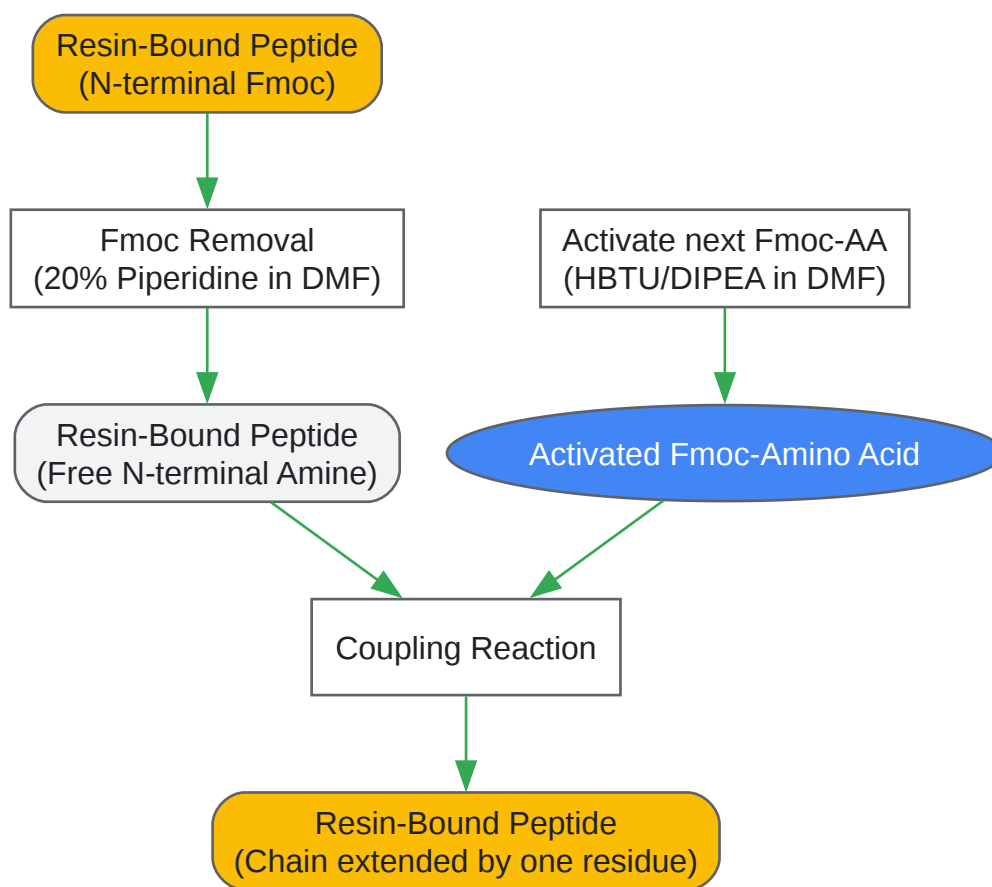 Resin-Bound Peptide
(N-terminal Fmoc)
Fmoc Removal
(20% Piperidine in DMF)
Activate next Fmoc-AA
(HBTU/DIPEA in DMF)
Resin-Bound Peptide
(Free N-terminal Amine)
Activated Fmoc-Amino Acid
Coupling Reaction
Resin-Bound Peptide
(Chain extended by one residue)